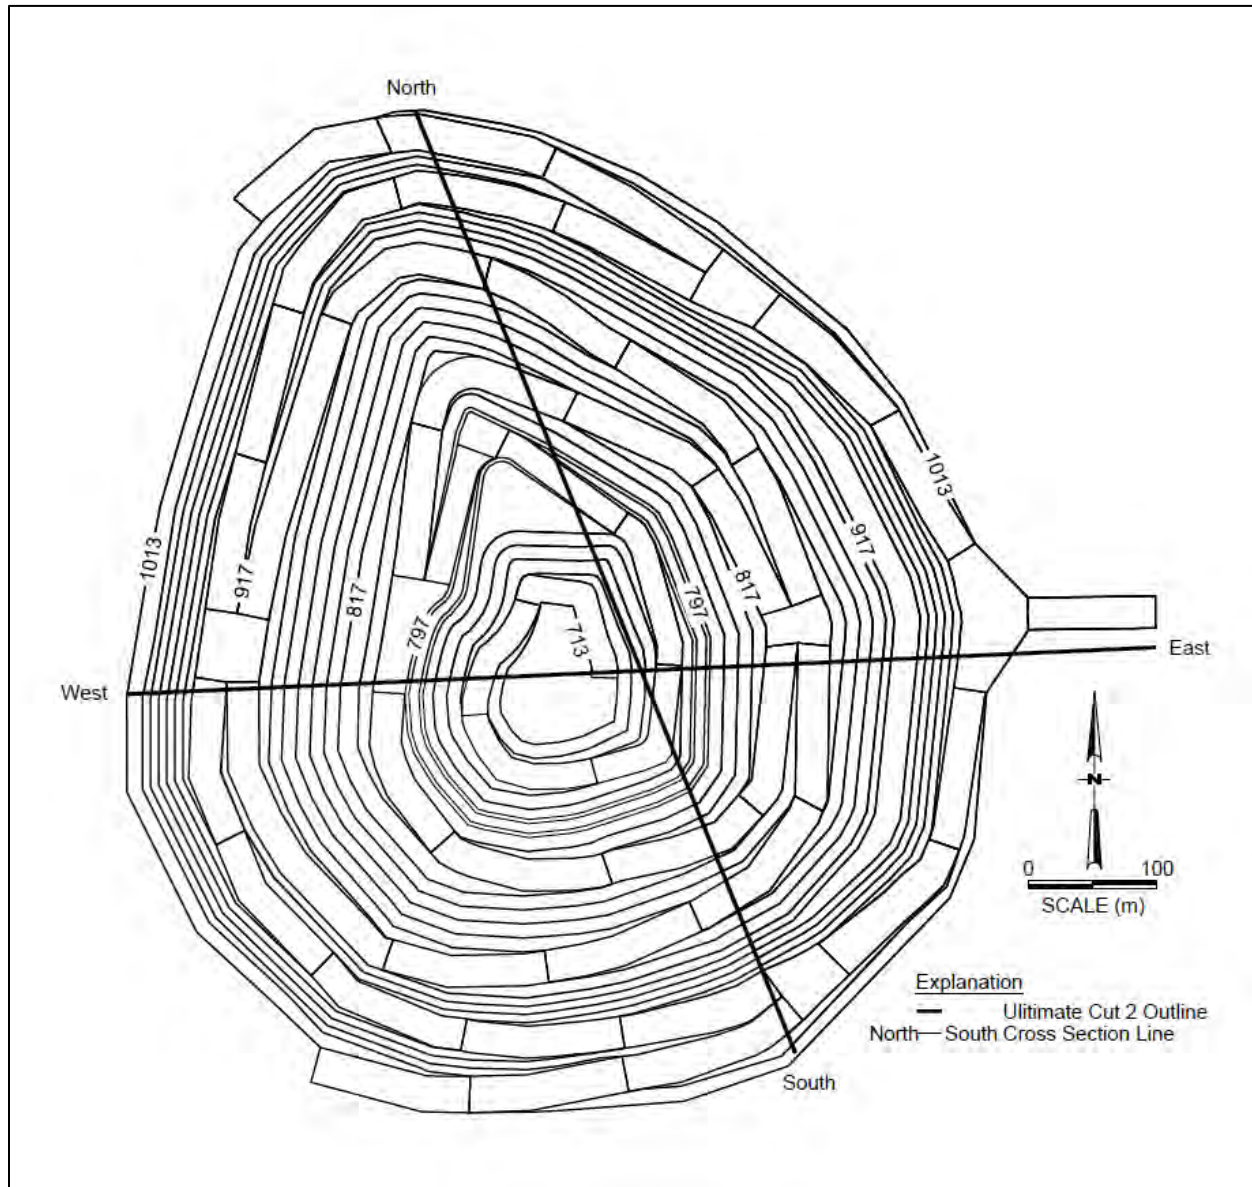 North
1013
1013
917
917
817
817
797
797
713
East
West
N
0 100
SCALE (m)
Explanation
Ulitimate Cut 2 Outline
North — South Cross Section Line
South